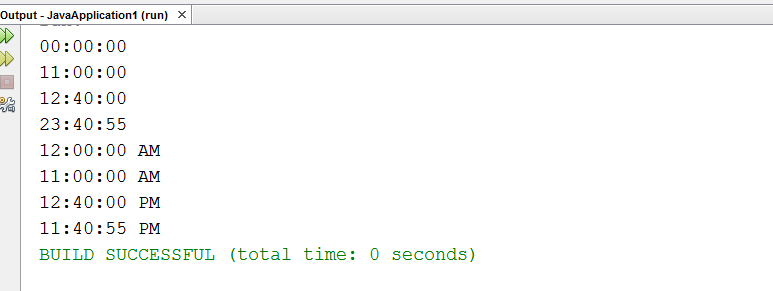 Output - JavaApplication1 (run)
00:00:00
11:00:00
12:40:00
23:40:55
12:00:00 AM
11:00:00 AM
12:40:00 PM
11:40:55 PM
BUILD SUCCESSFUL (total time: 0 seconds)